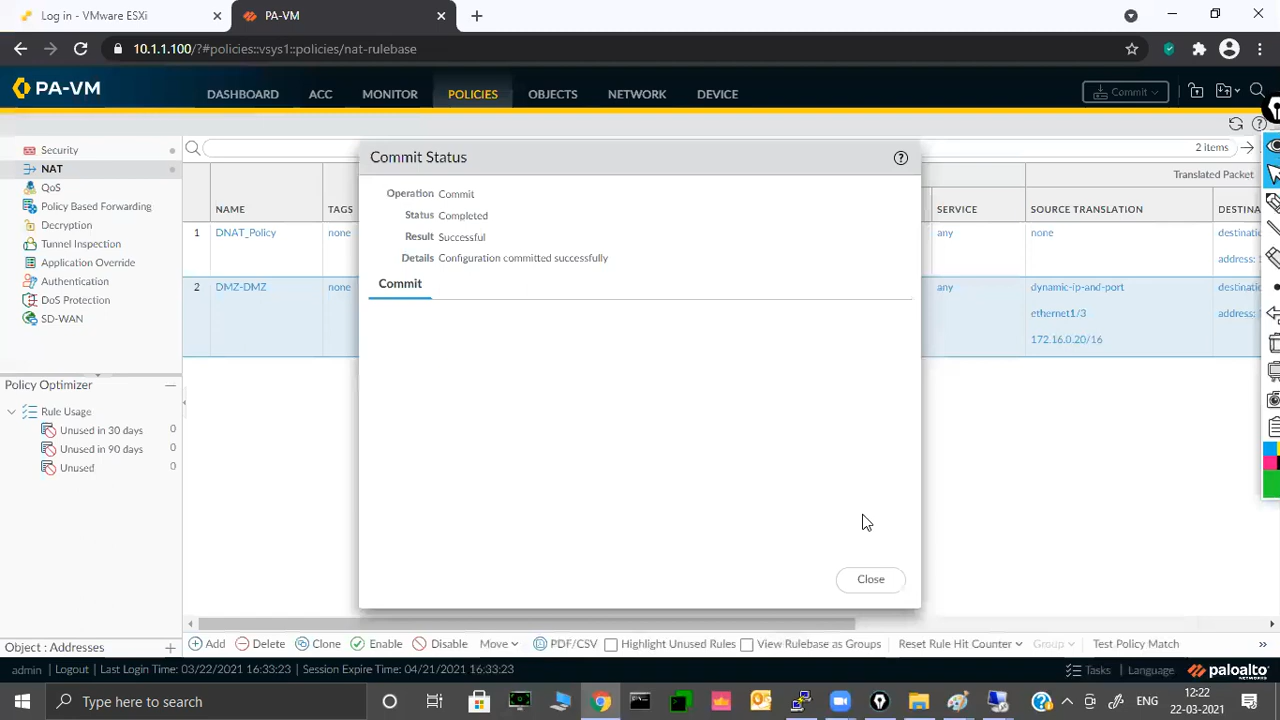 Log in - VMware ESXi
PA-VM
10.1.1.100/?#policies::vsys1::policies/nat-rulebase
PA-VM
DASHBOARD
ACC
MONITOR
POLICIES
OBJECTS
NETWORK
DEVICE
Commit
Security
NAT
QoS
Policy Based Forwarding
Decryption
Tunnel Inspection
Application Override
Authentication
DoS Protection
SD-WAN
Policy Optimizer
Rule Usage
Unused in 30 days 0
Unused in 90 days 0
Unused 0
Object : Addresses
2 items
Translated Packet
NAME
TAGS
SERVICE
SOURCE TRANSLATION
DESTINA
1 DNAT_Policy none any none destinatic
address:
2 DMZ-DMZ none any dynamic-ip-and-port destinatic
ethernet1/3 address:
172.16.0.20/16
Commit Status
Operation Commit
Status Completed
Result Successful
Details Configuration committed successfully
Commit
Close
Add
Delete
Clone
Enable
Disable
Move
PDF/CSV
Highlight Unused Rules
View Rulebase as Groups
Reset Rule Hit Counter
Group
Test Policy Match
admin | Logout | Last Login Time: 03/22/2021 16:33:23 | Session Expire Time: 04/21/2021 16:33:23
Tasks | Language
paloalto
NETWORKS
Type here to search
ENG
12:22
22-03-2021